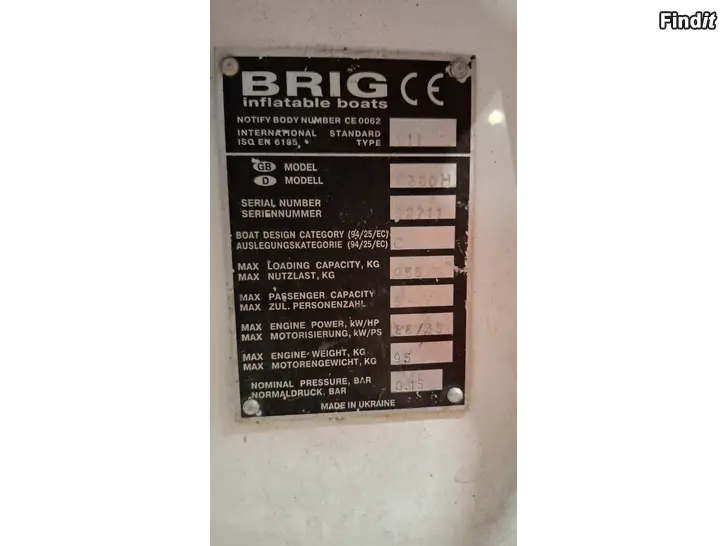 Findit
BRIG CE
inflatable boats
NOTIFY BODY NUMBER CE 0062
INTERNATIONAL STANDARD
ISO EN 6185, TYPE
GB MODEL
D MODELL
SERIAL NUMBER
SERIENNUMMER
BOAT DESIGN CATEGORY (94/25/EC)
AUSLEGUNGSKATEGORIE (94/25/EC) C
MAX LOADING CAPACITY, KG
MAX NUTZLAST, KG
MAX PASSENGER CAPACITY
MAX ZUL. PERSONENZAHL 5
MAX ENGINE POWER, kW/HP
MAX MOTORISIERUNG, kW/PS
MAX ENGINE WEIGHT, KG
MAX MOTORENGEWICHT, KG 95
NOMINAL PRESSURE, BAR
NORMALDRUCK. BAR
MADE IN UKRAINE